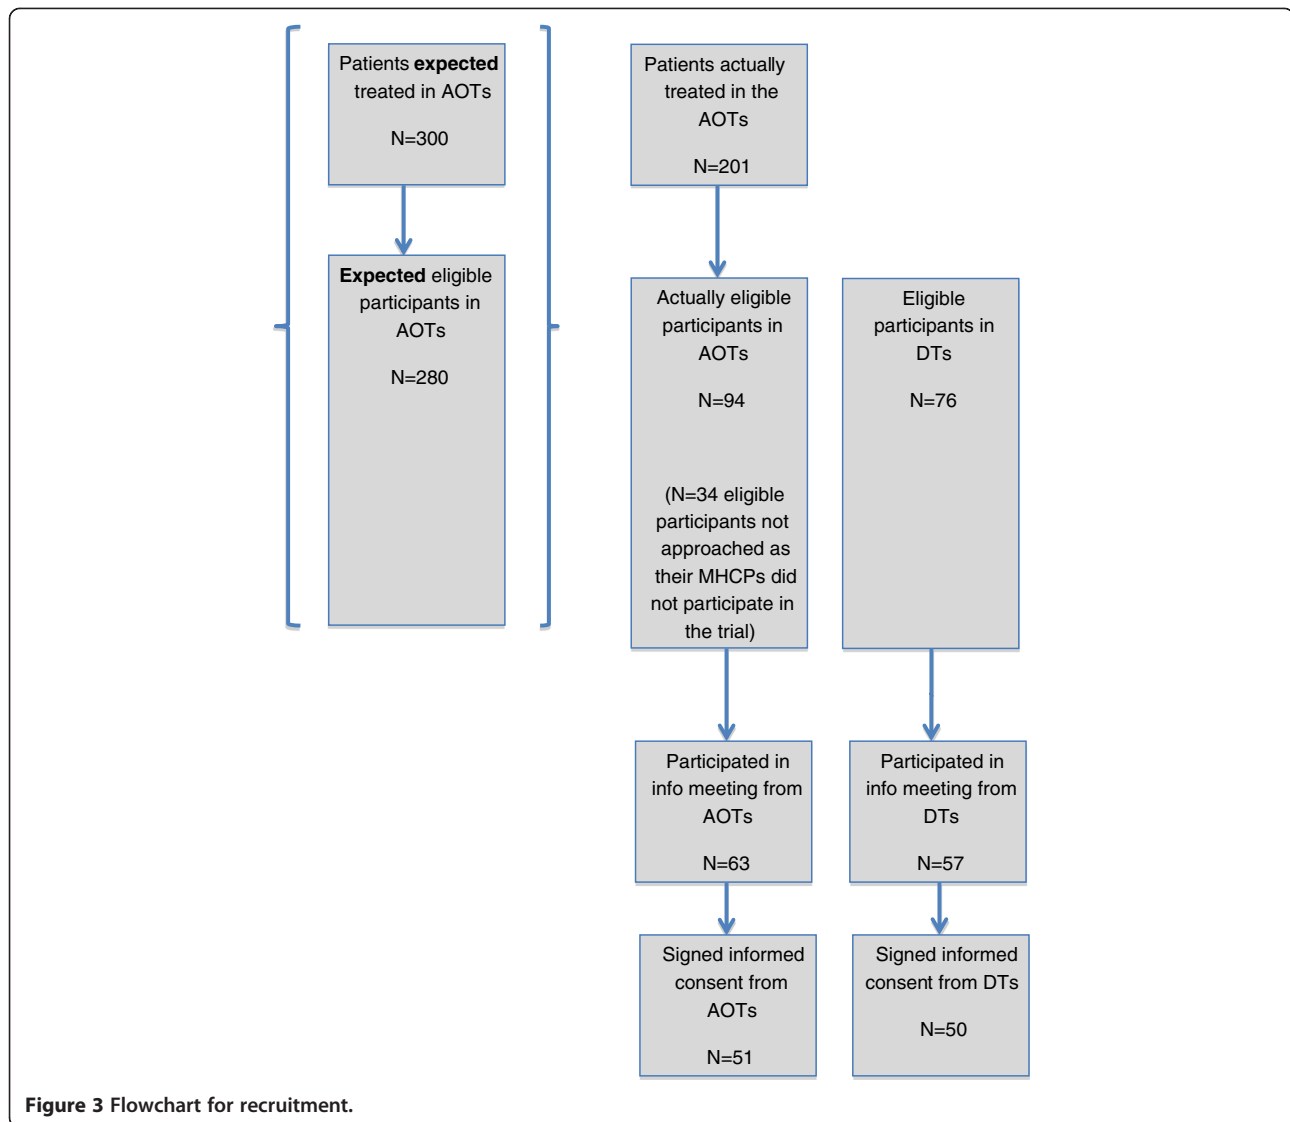 Patients expected
treated in AOTs
N=300
Expected eligible
participants in
AOTs
N=280
Patients actually
treated in the
AOTs
N=201
Actually eligible
participants in
AOTs
N=94
(N=34 eligible
participants not
approached as
their MHCPs did
not participate in
the trial)
Eligible
participants in
DTs
N=76
Participated in
info meeting from
AOTs
N=63
Participated in
info meeting from
DTs
N=57
Signed informed
consent from
AOTs
N=51
Signed informed
consent from DTs
N=50
Figure 3 Flowchart for recruitment.